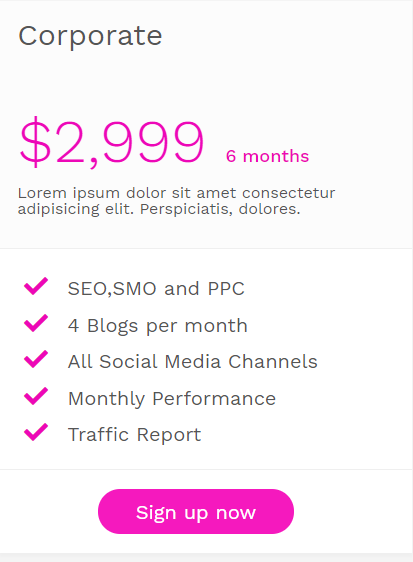 Corporate
$2,999 6 months
Lorem ipsum dolor sit amet consectetur
adipisicing elit. Perspiciatis, dolores.
SEO,SMO and PPC
4 Blogs per month
All Social Media Channels
Monthly Performance
Traffic Report
Sign up now